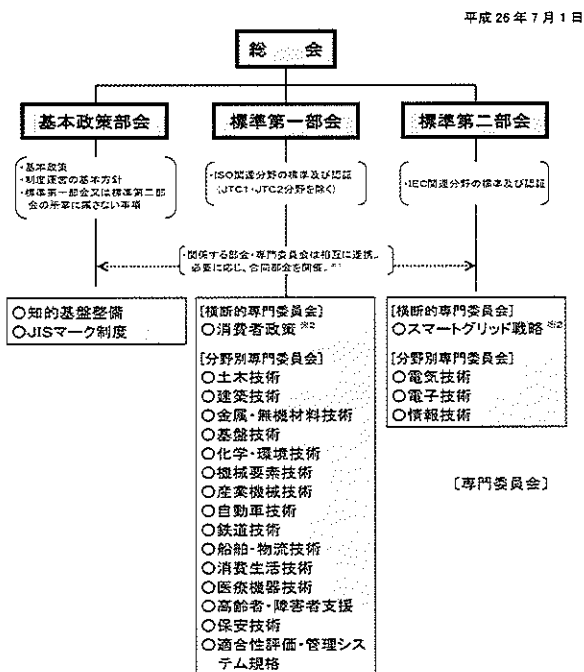 平成26年7月1日
総会
基本政策部会
標準第一部会
標準第二部会
・基本政策
・制度運営の基本方針
・標準第一部会又は標準第二部
会の所掌に属さない事項
・ISO関連分野の標準及び認証
(JTC1・JTC2分野を除く)
・IEC関連分野の標準及び認証
・関係する部会・専門委員会は相互に連携。
必要に応じ、合同部会を開催。※1
○知的基盤整備
○JISマーク制度
[横断的専門委員会]
○消費者政策 ※2
[分野別専門委員会]
○土木技術
○建築技術
○金属・無機材料技術
○基盤技術
○化学・環境技術
○機械要素技術
○産業機械技術
○自動車技術
○鉄道技術
○船舶・物流技術
○消費生活技術
○医療機器技術
○高齢者・障害者支援
○保安技術
○適合性評価・管理シス
テム規格
[横断的専門委員会]
○スマートグリッド戦略 ※2
[分野別専門委員会]
○電気技術
○電子技術
○情報技術
〔専門委員会〕